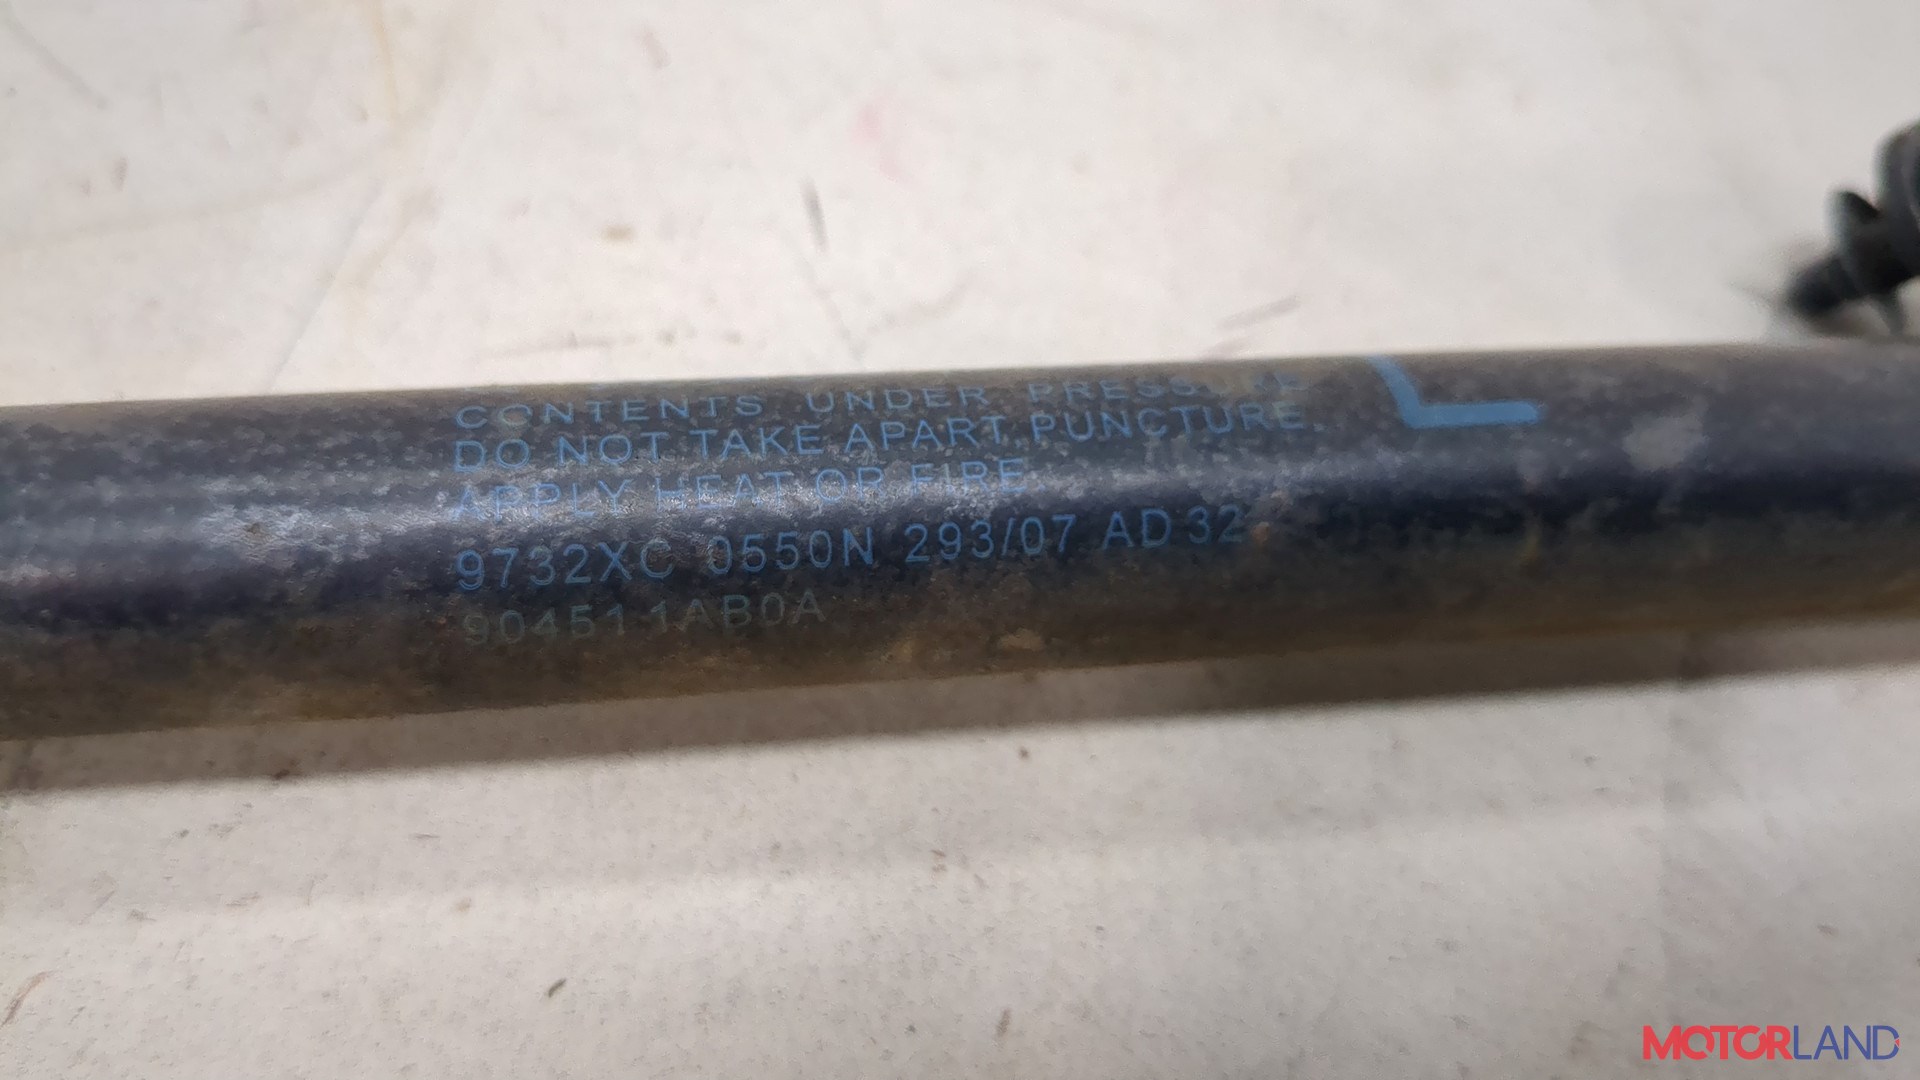 CONTENTS UNDER PRESSURE
DO NOT TAKE APART, PUNCTURE.
APPLY HEAT OR FIRE.
L
9732XC 0550N 293/07 AD 32
904511AB0A
MOTORLAND